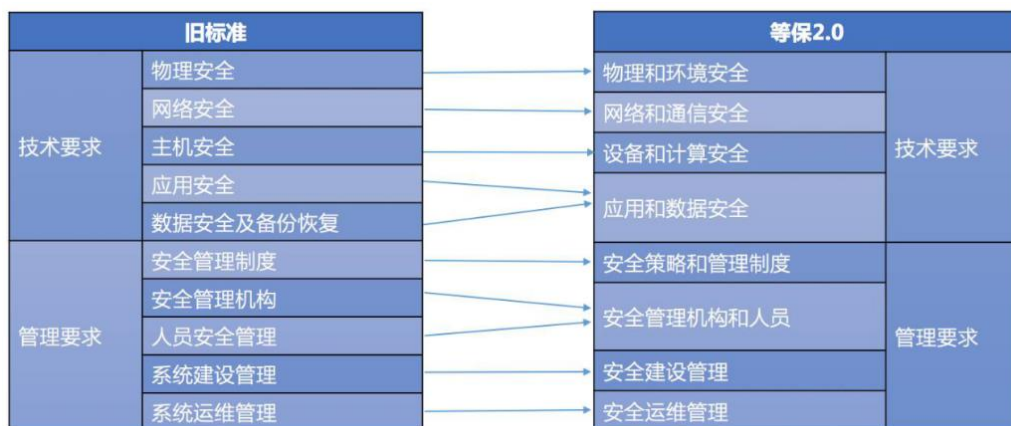 旧标准
技术要求
物理安全
网络安全
主机安全
应用安全
数据安全及备份恢复
管理要求
安全管理制度
安全管理机构
人员安全管理
系统建设管理
系统运维管理
等保2.0
物理和环境安全
网络和通信安全
设备和计算安全
应用和数据安全
技术要求
安全策略和管理制度
安全管理机构和人员
安全建设管理
安全运维管理
管理要求